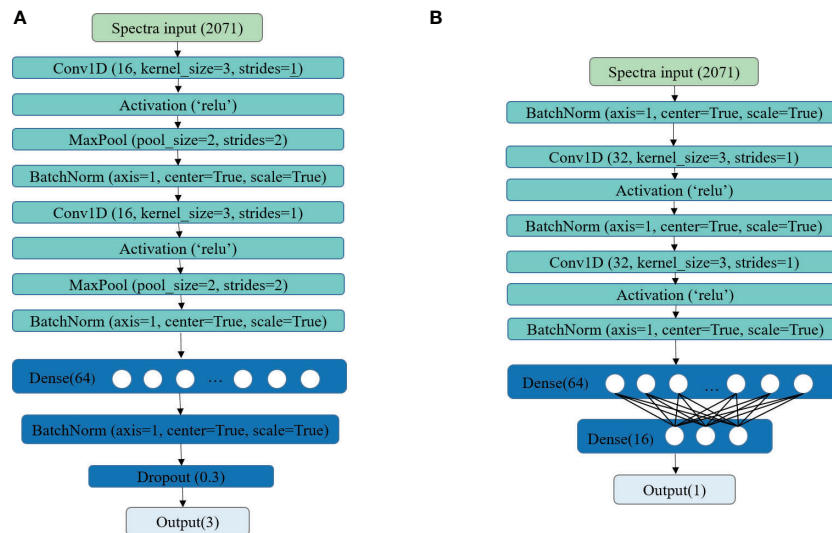 A
Spectra input (2071)
Conv1D (16, kernel_size=3, strides=1)
Activation (‘relu’)
MaxPool (pool_size=2, strides=2)
BatchNorm (axis=1, center=True, scale=True)
Conv1D (16, kernel_size=3, strides=1)
Activation (‘relu’)
MaxPool (pool_size=2, strides=2)
BatchNorm (axis=1, center=True, scale=True)
Dense(64) ...
BatchNorm (axis=1, center=True, scale=True)
Dropout (0.3)
Output(3)
B
Spectra input (2071)
BatchNorm (axis=1, center=True, scale=True)
Conv1D (32, kernel_size=3, strides=1)
Activation (‘relu’)
BatchNorm (axis=1, center=True, scale=True)
Conv1D (32, kernel_size=3, strides=1)
Activation (‘relu’)
BatchNorm (axis=1, center=True, scale=True)
Dense(64) ...
Dense(16)
Output(1)